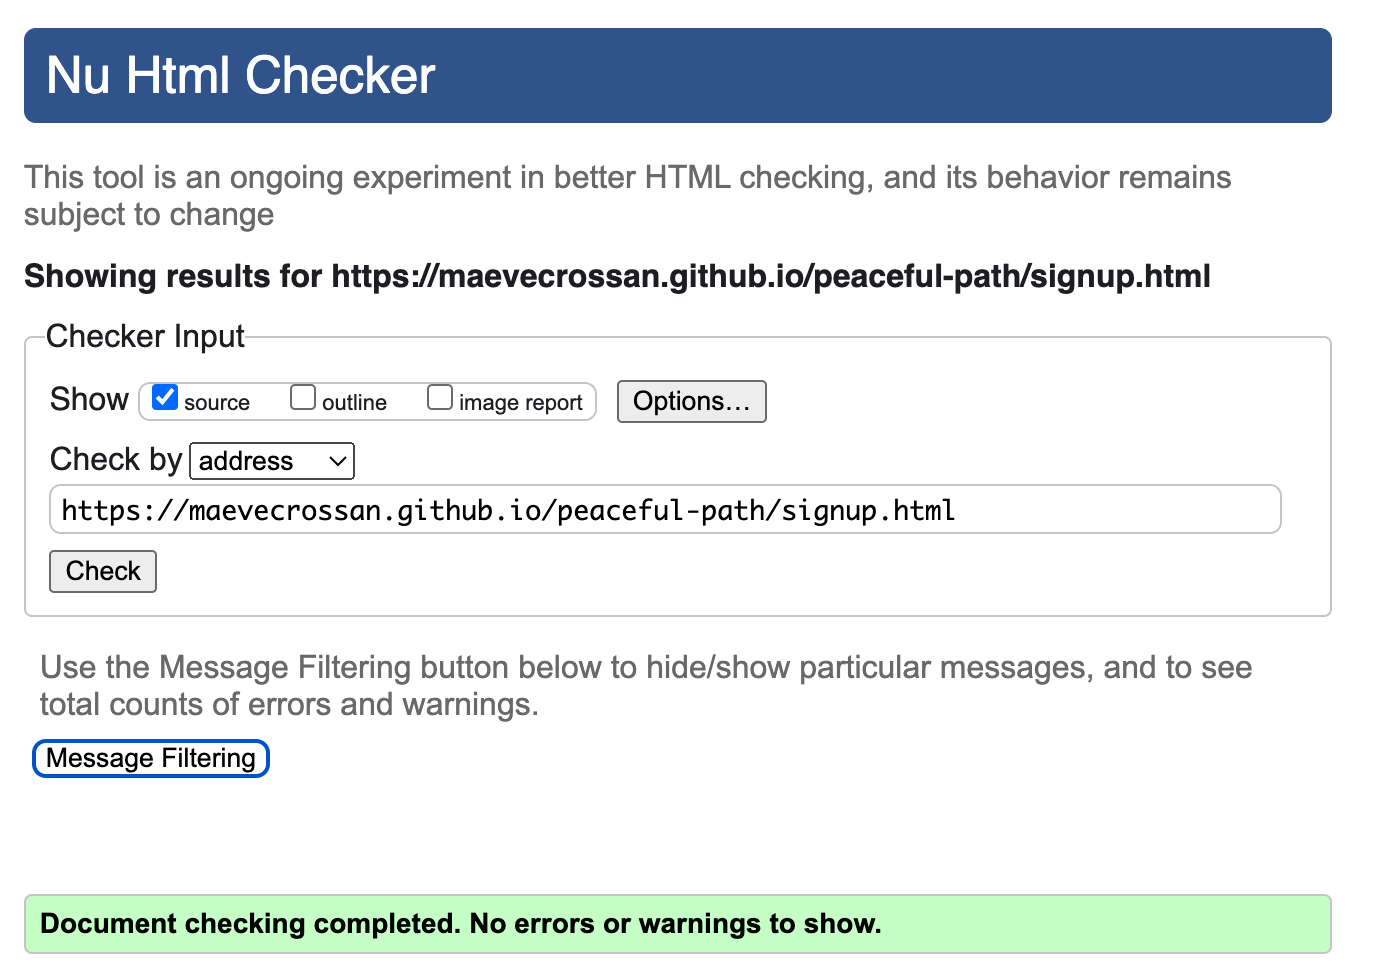 Nu Html Checker
This tool is an ongoing experiment in better HTML checking, and its behavior remains
subject to change
Showing results for https://maevecrossan.github.io/peaceful-path/signup.html
Checker Input
Show source outline image report Options...
Check by address
https://maevecrossan.github.io/peaceful-path/signup.html
Check
Use the Message Filtering button below to hide/show particular messages, and to see
total counts of errors and warnings.
Message Filtering
Document checking completed. No errors or warnings to show.